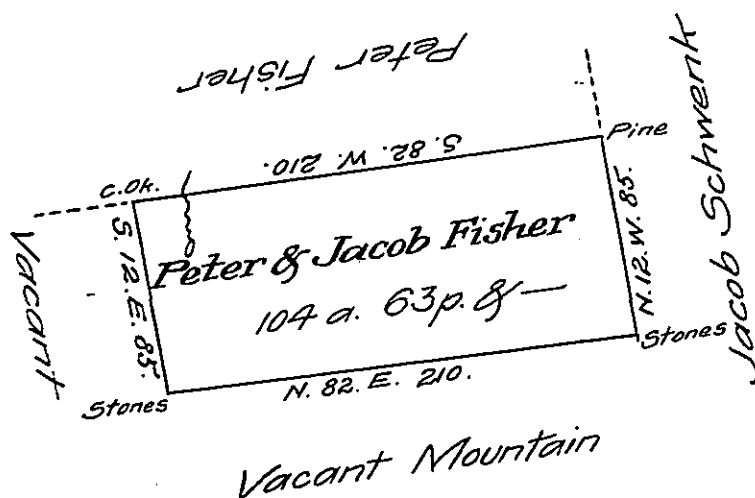 Peter Fisher
S. 82. W. 210.
Pine
C. Ok.
Jacob Schwenk
Vacant
S. 12. E. 85.
Peter & Jacob Fisher
104 a. 63p. & —
N. 12. W. 85.
Stones
Stones
N. 82. E. 210.
Vacant Mountain